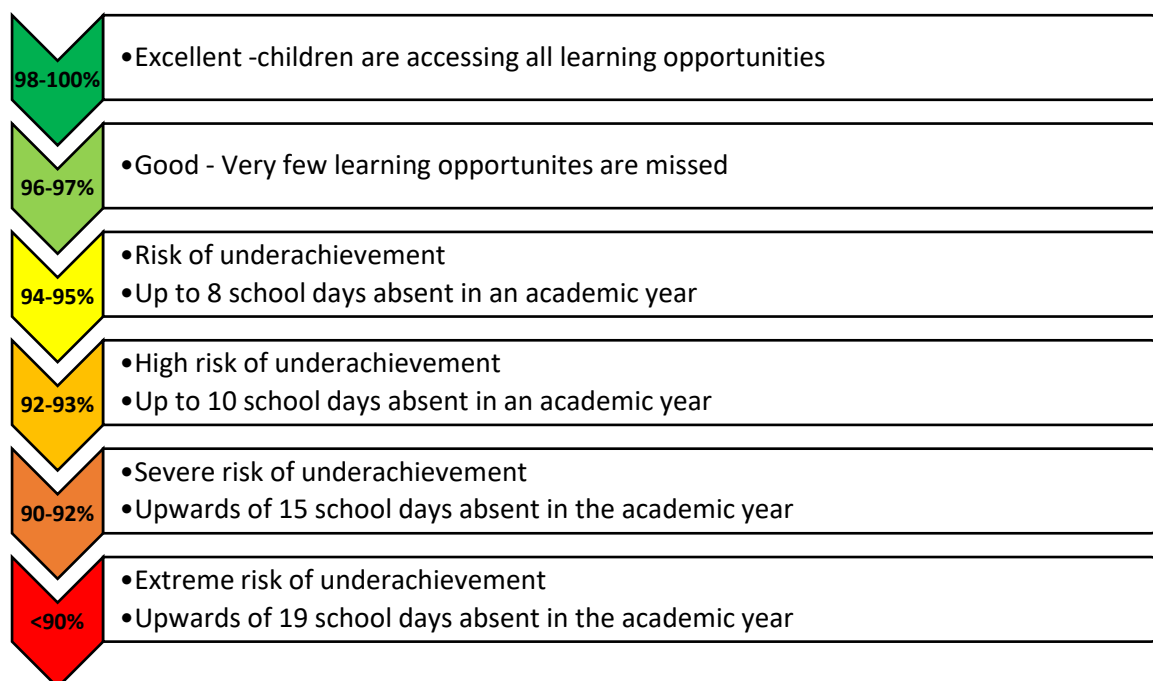 98-100%
•Excellent -children are accessing all learning opportunities
96-97%
•Good - Very few learning opportunites are missed
94-95%
•Risk of underachievement
•Up to 8 school days absent in an academic year
92-93%
•High risk of underachievement
•Up to 10 school days absent in an academic year
90-92%
•Severe risk of underachievement
•Upwards of 15 school days absent in the academic year
<90%
•Extreme risk of underachievement
•Upwards of 19 school days absent in the academic year